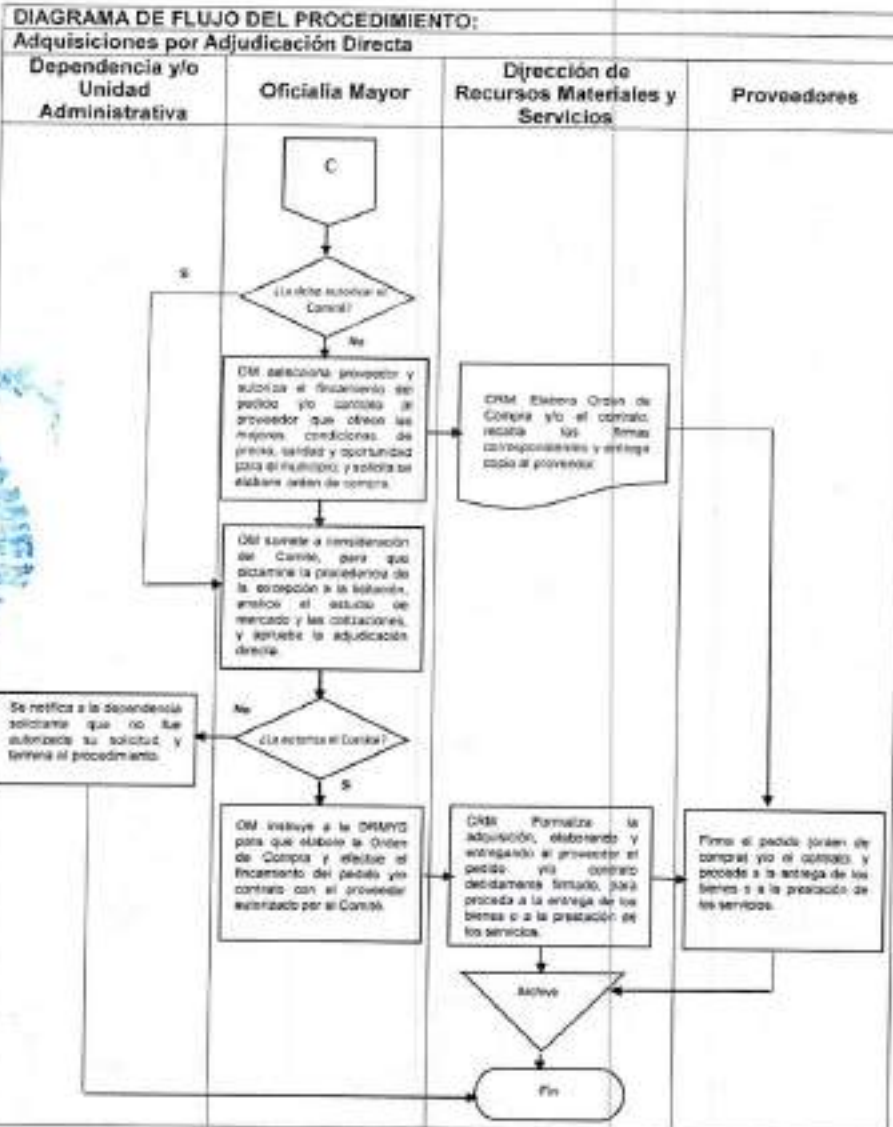 DIAGRAMA DE FLUJO DEL PROCEDIMIENTO:
Adquisiciones por Adjudicación Directa
Dependencia y/o
Unidad
Administrativa
Oficialia Mayor
Dirección de
Recursos Materiales y
Servicios
Proveedores
C
¿La debe autorizar el
Comité?
S
No
OM selecciona proveedor y
autoriza el fincamiento del
pedido y/o contrato al
proveedor que ofrece las
mejores condiciones de
precio, calidad y oportunidad
para el municipio; y solicita se
elabore orden de compra.
CRM Elabora Orden de
Compra y/o el contrato,
recaba las firmas
correspondientes y entrega
copia al proveedor.
OM somete a consideración
del Comité, para que
dictamine la procedencia de
la excepción a la licitación,
analice el estudio de
mercado y las cotizaciones,
y apruebe la adjudicación
directa.
Se notifica a la dependencia
solicitante que no fue
autorizada su solicitud, y
termina el procedimiento.
No
¿La autoriza el Comité?
S
OM instruye a la DRMYS
para que elabore la Orden
de Compra y efectúe el
fincamiento del pedido y/o
contrato con el proveedor
autorizado por el Comité.
CRM Formaliza la
adquisición, elaborando y
entregando al proveedor el
pedido y/o contrato
debidamente firmado, para
proceda a la entrega de los
bienes o a la prestación de
los servicios.
Firma el pedido (orden de
compra) y/o el contrato, y
procede a la entrega de los
bienes o a la prestación de
los servicios.
Archivo
Fin